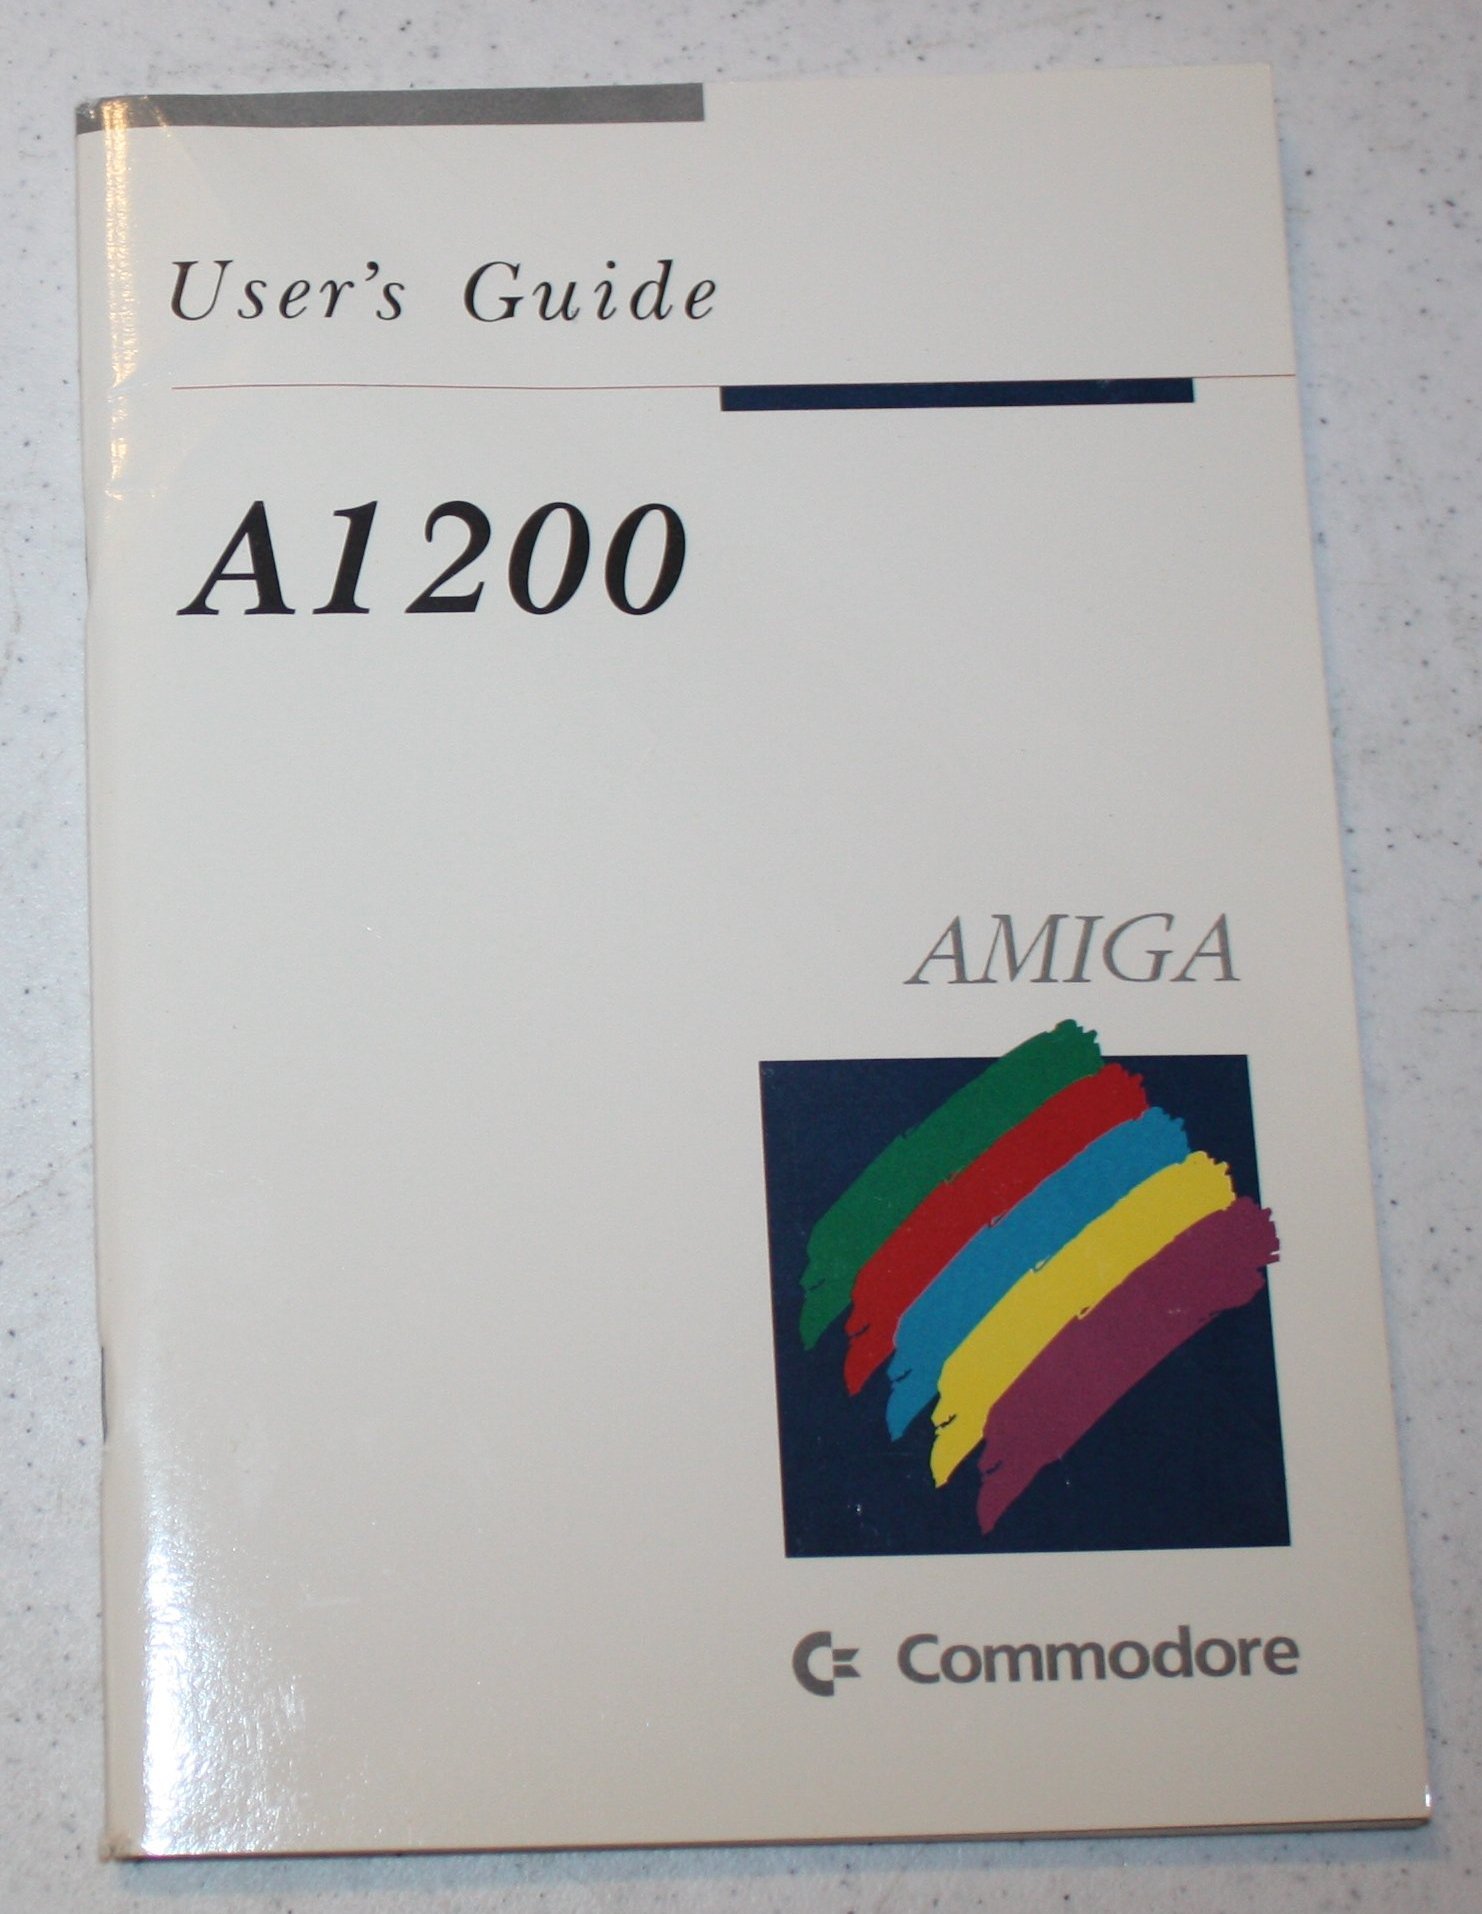 User's Guide
A1200
AMIGA
Commodore